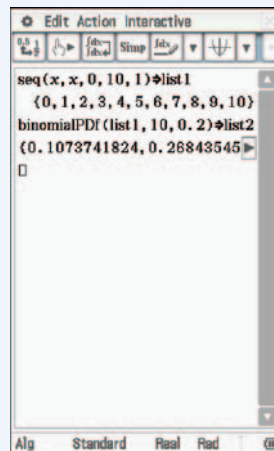 Edit Action Interactive
Simp
seq(x,x,0,10,1)⇒list1
{0,1,2,3,4,5,6,7,8,9,10}
binomialPDf(list1,10,0.2)⇒list2
{0.1073741824,0.26843545
Alg Standard Real Rad